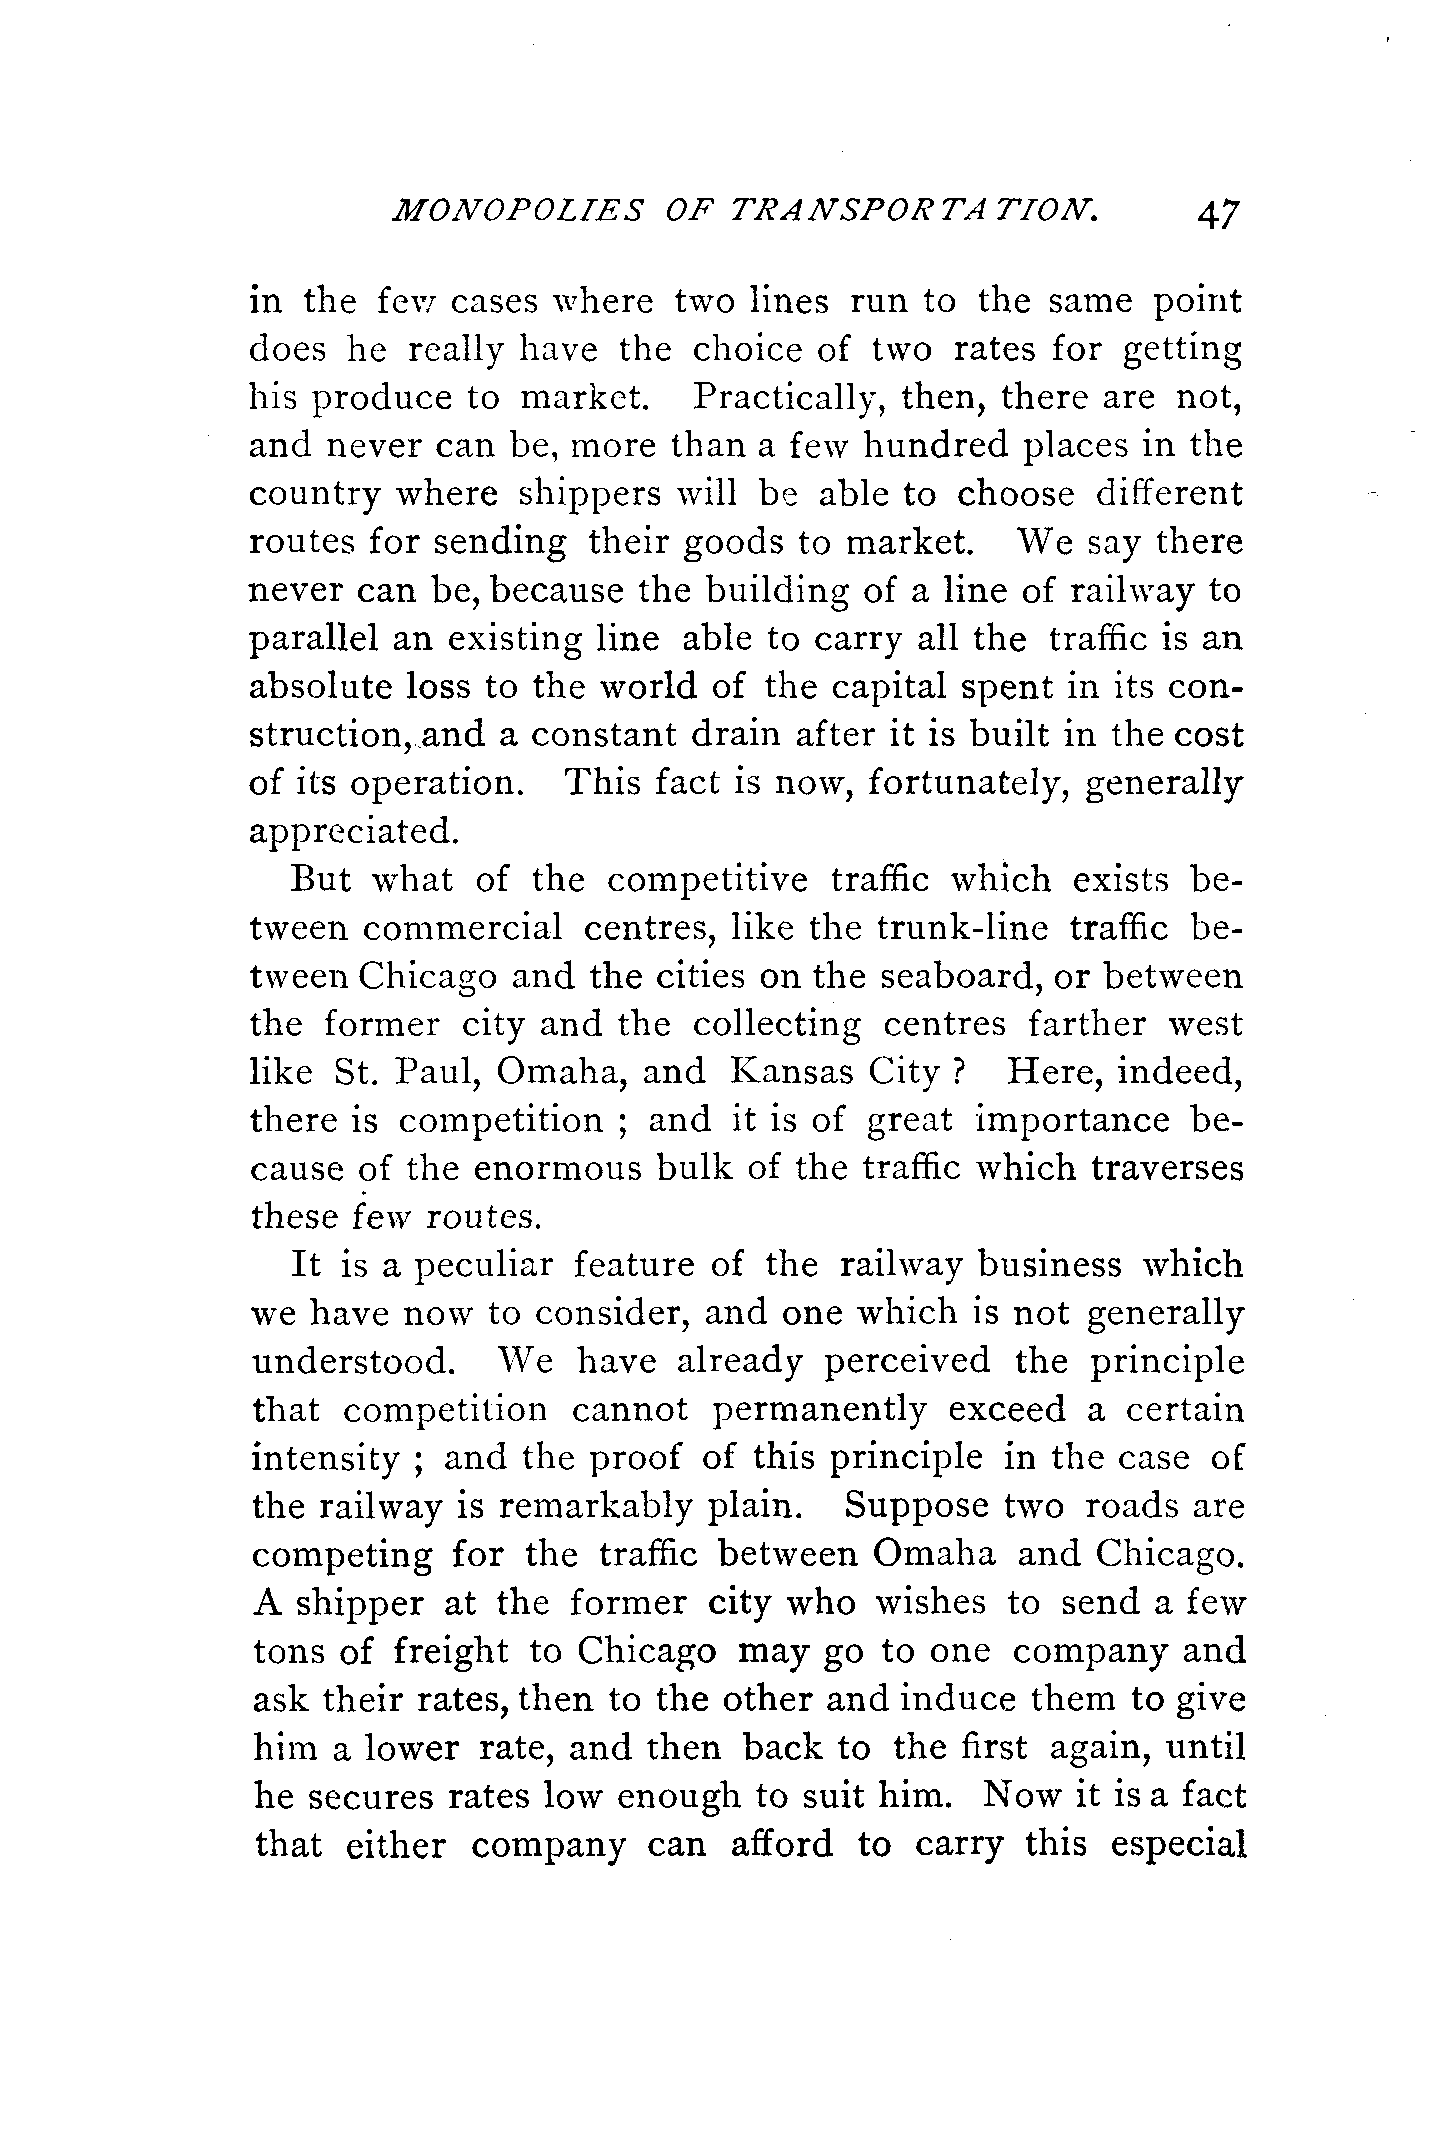 MONOPOLIES OF TRANSPORTATION. 47
in the few cases where two lines run to the same point
does he really have the choice of two rates for getting
his produce to market. Practically, then, there are not,
and never can be, more than a few hundred places in the
country where shippers will be able to choose different
routes for sending their goods to market. We say there
never can be, because the building of a line of railway to
parallel an existing line able to carry all the traffic is an
absolute loss to the world of the capital spent in its con-
struction, and a constant drain after it is built in the cost
of its operation. This fact is now, fortunately, generally
appreciated.
But what of the competitive traffic which exists be-
tween commercial centres, like the trunk-line traffic be-
tween Chicago and the cities on the seaboard, or between
the former city and the collecting centres farther west
like St. Paul, Omaha, and Kansas City ? Here, indeed,
there is competition ; and it is of great importance be-
cause of the enormous bulk of the traffic which traverses
these few routes.
It is a peculiar feature of the railway business which
we have now to consider, and one which is not generally
understood. We have already perceived the principle
that competition cannot permanently exceed a certain
intensity ; and the proof of this principle in the case of
the railway is remarkably plain. Suppose two roads are
competing for the traffic between Omaha and Chicago.
A shipper at the former city who wishes to send a few
tons of freight to Chicago may go to one company and
ask their rates, then to the other and induce them to give
him a lower rate, and then back to the first again, until
he secures rates low enough to suit him. Now it is a fact
that either company can afford to carry this especial